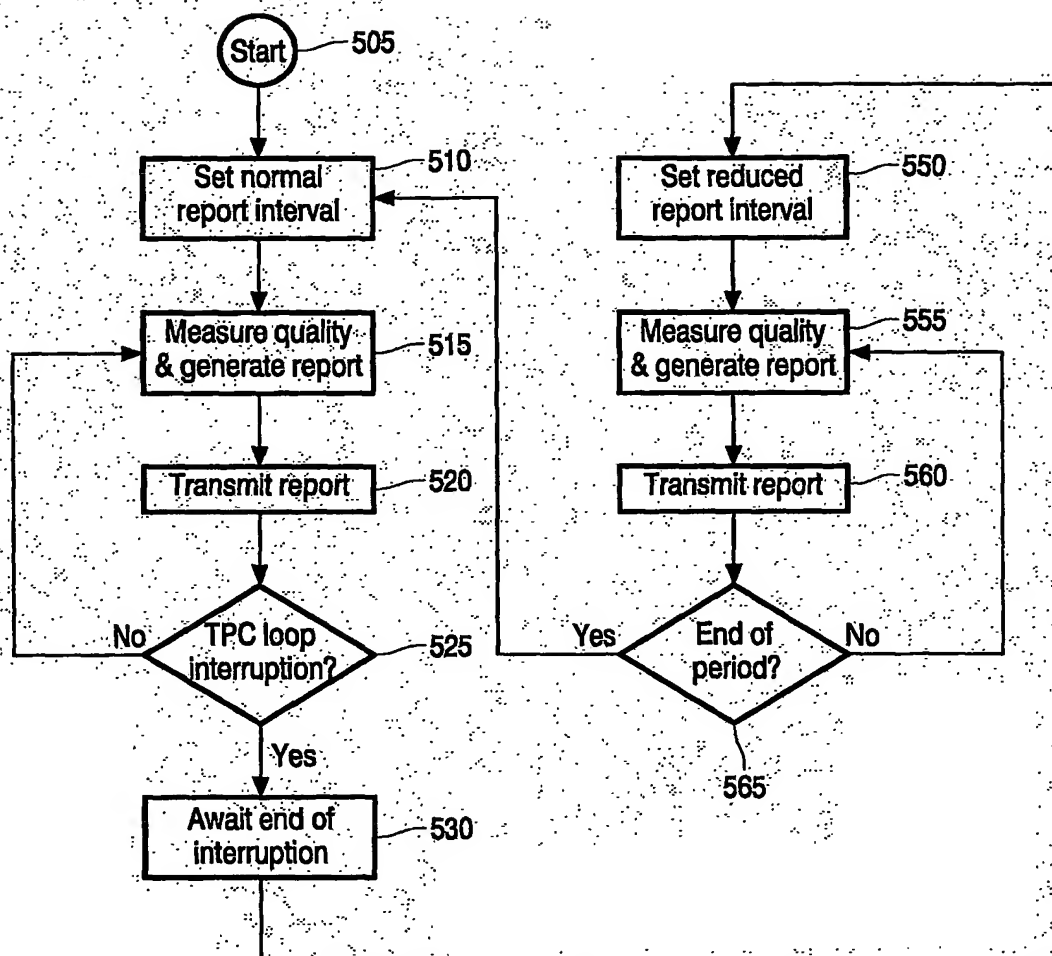 Start
505
Set normal
report interval
510
Measure quality
& generate report
515
Transmit report
520
No
TPC loop
interruption?
525
Yes
Await end of
interruption
530
Set reduced
report interval
550
Measure quality
& generate report
555
Transmit report
560
Yes
End of
period?
No
565